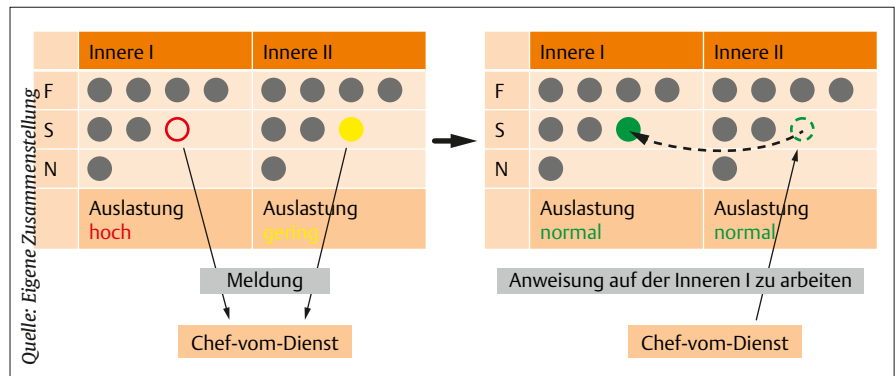 Innere I Innere II
F
S
N
Auslastung Auslastung
hoch gering
Meldung
Chef-vom-Dienst
Innere I Innere II
F
S
N
Auslastung Auslastung
normal normal
Anweisung auf der Inneren I zu arbeiten
Chef-vom-Dienst
Quelle: Eigene Zusammenstellung